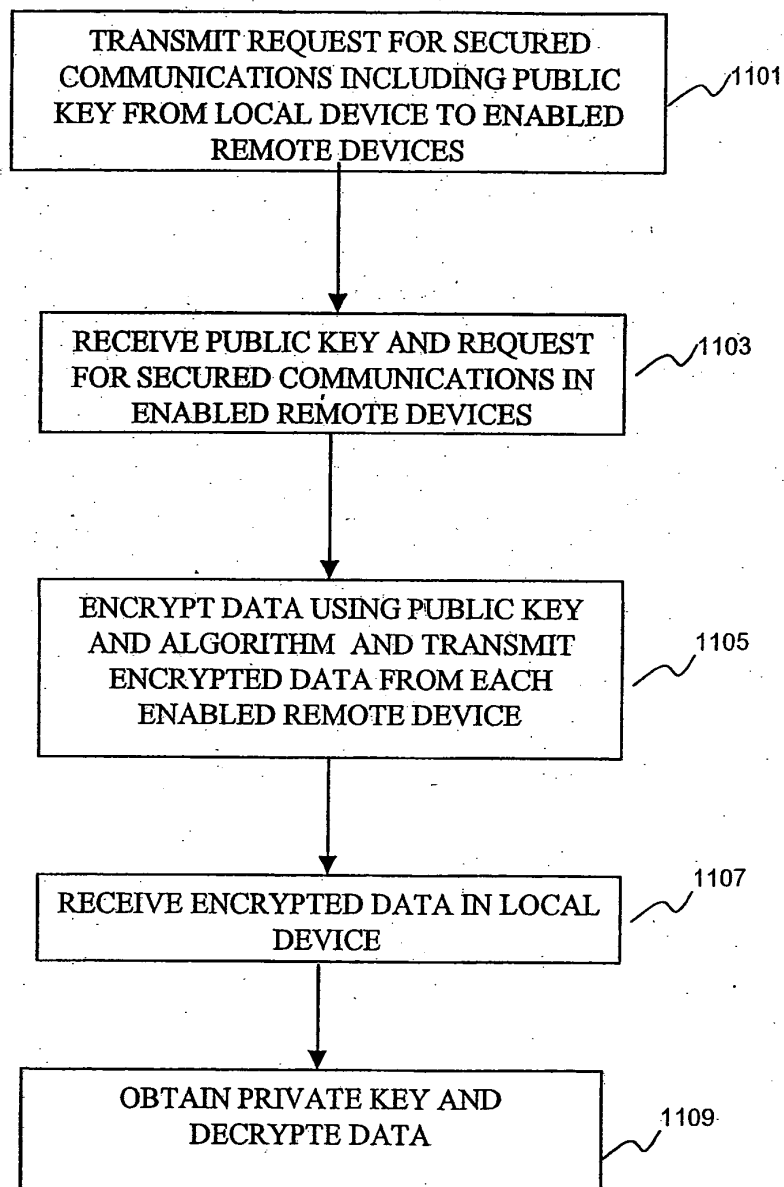 TRANSMIT REQUEST FOR SECURED
COMMUNICATIONS INCLUDING PUBLIC
KEY FROM LOCAL DEVICE TO ENABLED
REMOTE DEVICES
1101
RECEIVE PUBLIC KEY AND REQUEST
FOR SECURED COMMUNICATIONS IN
ENABLED REMOTE DEVICES
1103
ENCRYPT DATA USING PUBLIC KEY
AND ALGORITHM AND TRANSMIT
ENCRYPTED DATA FROM EACH
ENABLED REMOTE DEVICE
1105
RECEIVE ENCRYPTED DATA IN LOCAL
DEVICE
1107
OBTAIN PRIVATE KEY AND
DECRYPTE DATA
1109